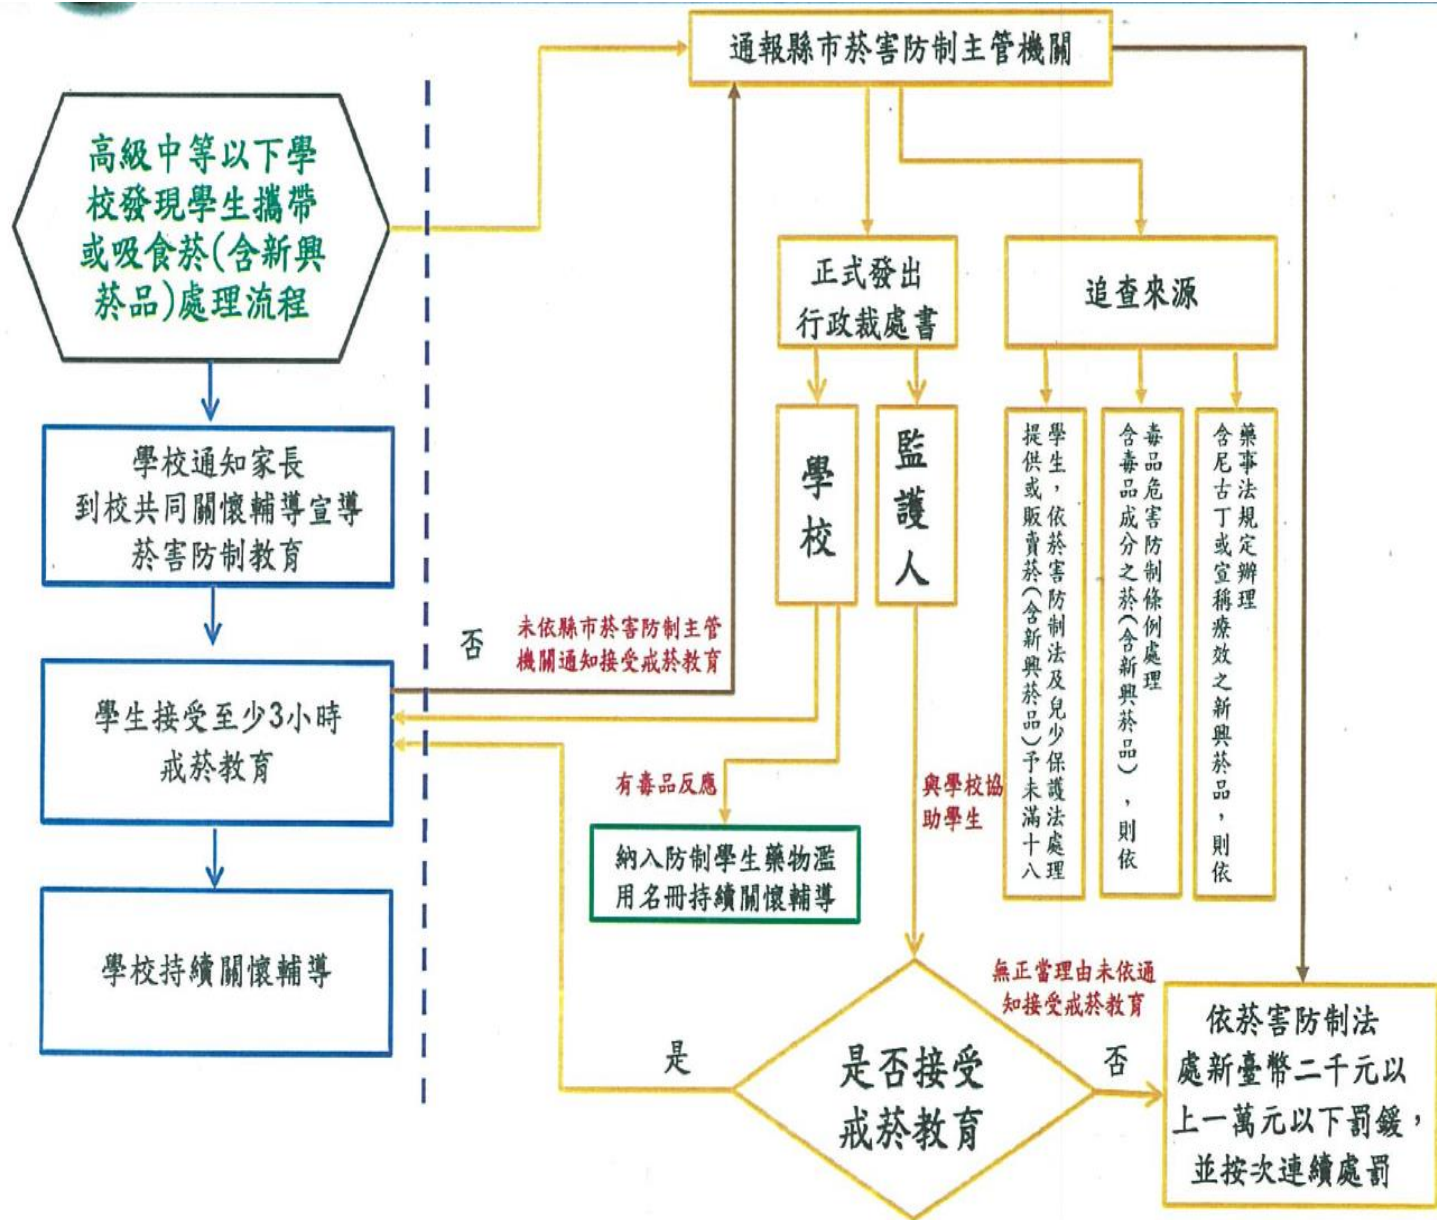 通報縣市菸害防制主管機關
高級中等以下學
校發現學生攜帶
或吸食菸(含新興
菸品)處理流程
正式發出
行政裁處書
追查來源
學校通知家長
到校共同關懷輔導宣導
菸害防制教育
學校
監護人
提供或販賣菸(含新興菸品)予未滿十八
學生，依菸害防制法及兒少保護法處理
含毒品成分之菸(含新興菸品)，則依
毒品危害防制條例處理
含尼古丁或宣稱療效之新興菸品，則依
藥事法規定辦理
否
未依縣市菸害防制主管
機關通知接受戒菸教育
學生接受至少3小時
戒菸教育
有毒品反應
與學校協
助學生
納入防制學生藥物濫
用名冊持續關懷輔導
學校持續關懷輔導
無正當理由未依通
知接受戒菸教育
是
是否接受
戒菸教育
否
依菸害防制法
處新臺幣二千元以
上一萬元以下罰鍰，
並按次連續處罰